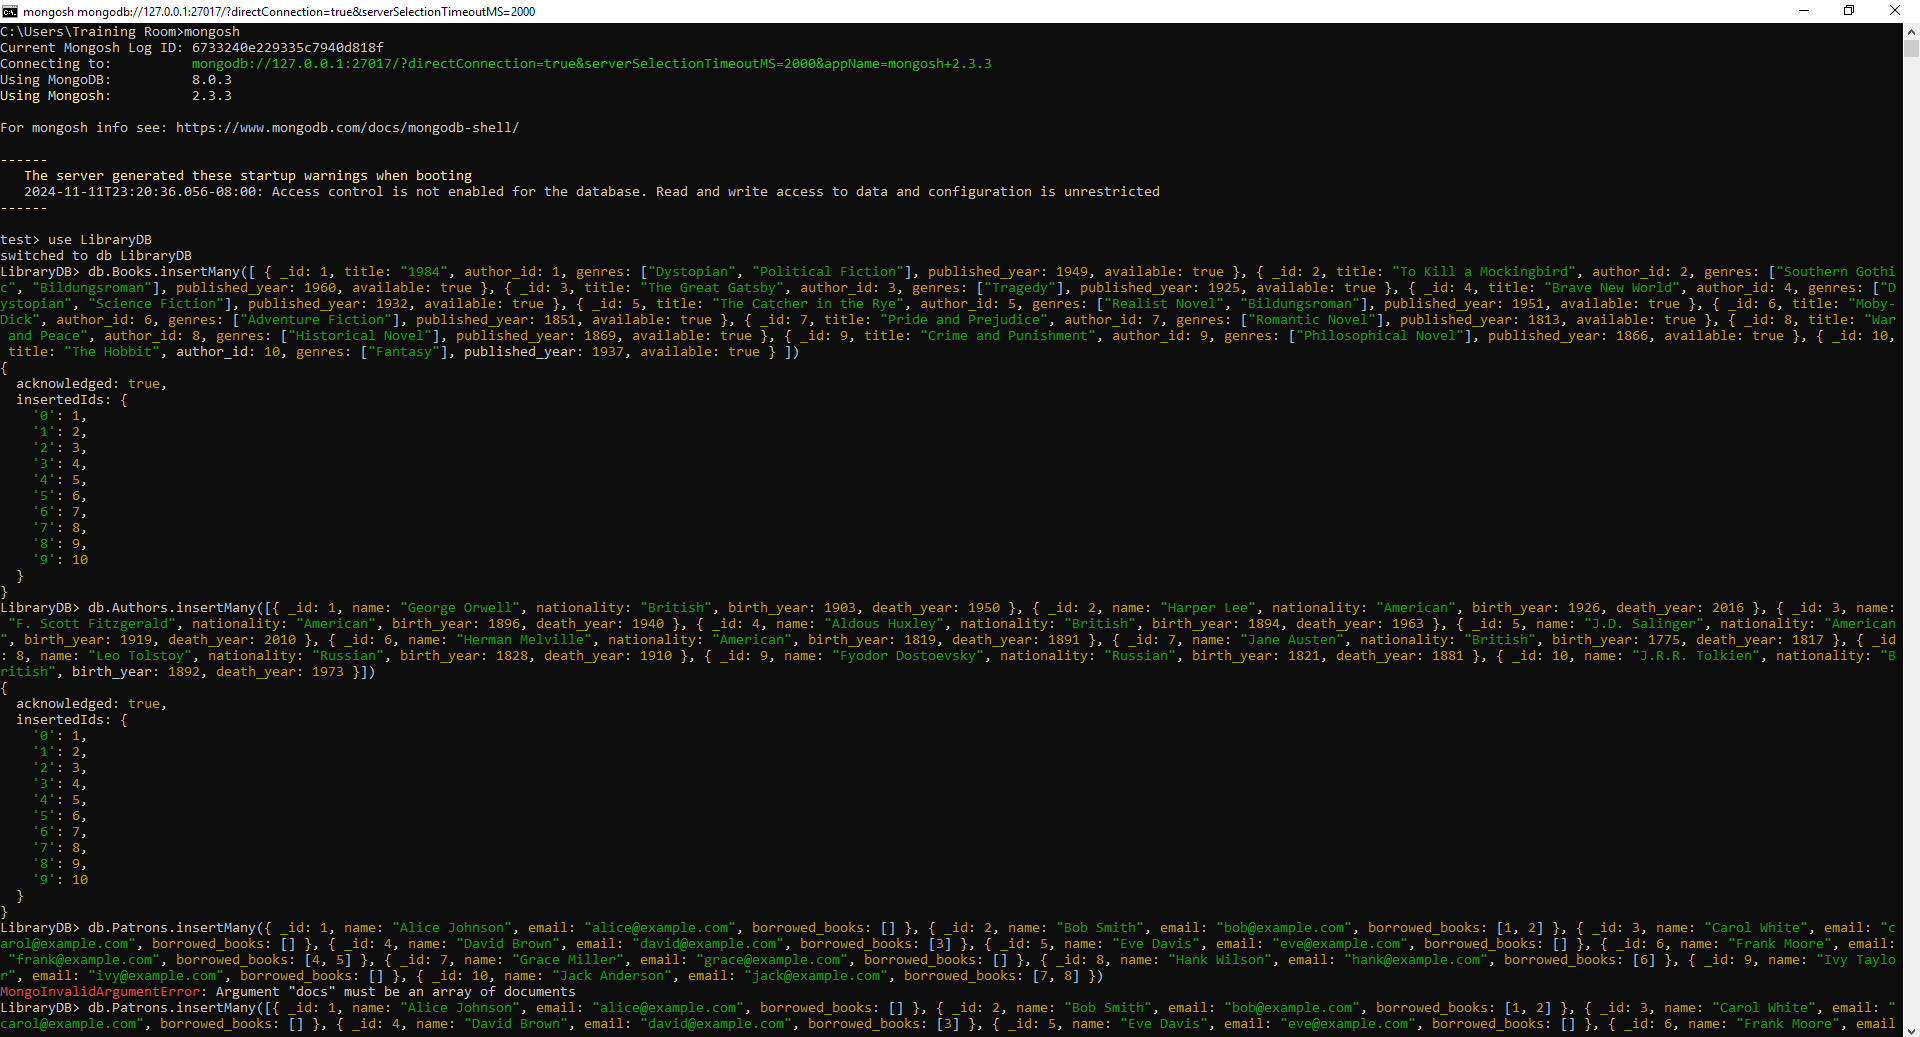 mongosh mongodb://127.0.0.1:27017/?directConnection=true&serverSelectionTimeoutMS=2000
C:\Users\Training Room>mongosh
Current Mongosh Log ID: 6733240e229335c7940d818f
Connecting to:          mongodb://127.0.0.1:27017/?directConnection=true&serverSelectionTimeoutMS=2000&appName=mongosh+2.3.3
Using MongoDB:          8.0.3
Using Mongosh:          2.3.3
For mongosh info see: https://www.mongodb.com/docs/mongodb-shell/
------
   The server generated these startup warnings when booting
   2024-11-11T23:20:36.056-08:00: Access control is not enabled for the database. Read and write access to data and configuration is unrestricted
------
test> use LibraryDB
switched to db LibraryDB
LibraryDB> db.Books.insertMany([ { _id: 1, title: "1984", author_id: 1, genres: ["Dystopian", "Political Fiction"], published_year: 1949, available: true }, { _id: 2, title: "To Kill a Mockingbird", author_id: 2, genres: ["Southern Gothi
c", "Bildungsroman"], published_year: 1960, available: true }, { _id: 3, title: "The Great Gatsby", author_id: 3, genres: ["Tragedy"], published_year: 1925, available: true }, { _id: 4, title: "Brave New World", author_id: 4, genres: ["D
ystopian", "Science Fiction"], published_year: 1932, available: true }, { _id: 5, title: "The Catcher in the Rye", author_id: 5, genres: ["Realist Novel", "Bildungsroman"], published_year: 1951, available: true }, { _id: 6, title: "Moby-
Dick", author_id: 6, genres: ["Adventure Fiction"], published_year: 1851, available: true }, { _id: 7, title: "Pride and Prejudice", author_id: 7, genres: ["Romantic Novel"], published_year: 1813, available: true }, { _id: 8, title: "War
 and Peace", author_id: 8, genres: ["Historical Novel"], published_year: 1869, available: true }, { _id: 9, title: "Crime and Punishment", author_id: 9, genres: ["Philosophical Novel"], published_year: 1866, available: true }, { _id: 10,
 title: "The Hobbit", author_id: 10, genres: ["Fantasy"], published_year: 1937, available: true } ])
{
  acknowledged: true,
  insertedIds: {
    '0': 1,
    '1': 2,
    '2': 3,
    '3': 4,
    '4': 5,
    '5': 6,
    '6': 7,
    '7': 8,
    '8': 9,
    '9': 10
  }
}
LibraryDB> db.Authors.insertMany([{ _id: 1, name: "George Orwell", nationality: "British", birth_year: 1903, death_year: 1950 }, { _id: 2, name: "Harper Lee", nationality: "American", birth_year: 1926, death_year: 2016 }, { _id: 3, name:
 "F. Scott Fitzgerald", nationality: "American", birth_year: 1896, death_year: 1940 }, { _id: 4, name: "Aldous Huxley", nationality: "British", birth_year: 1894, death_year: 1963 }, { _id: 5, name: "J.D. Salinger", nationality: "American
", birth_year: 1919, death_year: 2010 }, { _id: 6, name: "Herman Melville", nationality: "American", birth_year: 1819, death_year: 1891 }, { _id: 7, name: "Jane Austen", nationality: "British", birth_year: 1775, death_year: 1817 }, { _id
: 8, name: "Leo Tolstoy", nationality: "Russian", birth_year: 1828, death_year: 1910 }, { _id: 9, name: "Fyodor Dostoevsky", nationality: "Russian", birth_year: 1821, death_year: 1881 }, { _id: 10, name: "J.R.R. Tolkien", nationality: "B
ritish", birth_year: 1892, death_year: 1973 }])
{
  acknowledged: true,
  insertedIds: {
    '0': 1,
    '1': 2,
    '2': 3,
    '3': 4,
    '4': 5,
    '5': 6,
    '6': 7,
    '7': 8,
    '8': 9,
    '9': 10
  }
}
LibraryDB> db.Patrons.insertMany({ _id: 1, name: "Alice Johnson", email: "alice@example.com", borrowed_books: [] }, { _id: 2, name: "Bob Smith", email: "bob@example.com", borrowed_books: [1, 2] }, { _id: 3, name: "Carol White", email: "c
arol@example.com", borrowed_books: [] }, { _id: 4, name: "David Brown", email: "david@example.com", borrowed_books: [3] }, { _id: 5, name: "Eve Davis", email: "eve@example.com", borrowed_books: [] }, { _id: 6, name: "Frank Moore", email:
 "frank@example.com", borrowed_books: [4, 5] }, { _id: 7, name: "Grace Miller", email: "grace@example.com", borrowed_books: [] }, { _id: 8, name: "Hank Wilson", email: "hank@example.com", borrowed_books: [6] }, { _id: 9, name: "Ivy Taylo
r", email: "ivy@example.com", borrowed_books: [] }, { _id: 10, name: "Jack Anderson", email: "jack@example.com", borrowed_books: [7, 8] })
MongoInvalidArgumentError: Argument "docs" must be an array of documents
LibraryDB> db.Patrons.insertMany([{ _id: 1, name: "Alice Johnson", email: "alice@example.com", borrowed_books: [] }, { _id: 2, name: "Bob Smith", email: "bob@example.com", borrowed_books: [1, 2] }, { _id: 3, name: "Carol White", email: "
carol@example.com", borrowed_books: [] }, { _id: 4, name: "David Brown", email: "david@example.com", borrowed_books: [3] }, { _id: 5, name: "Eve Davis", email: "eve@example.com", borrowed_books: [] }, { _id: 6, name: "Frank Moore", email